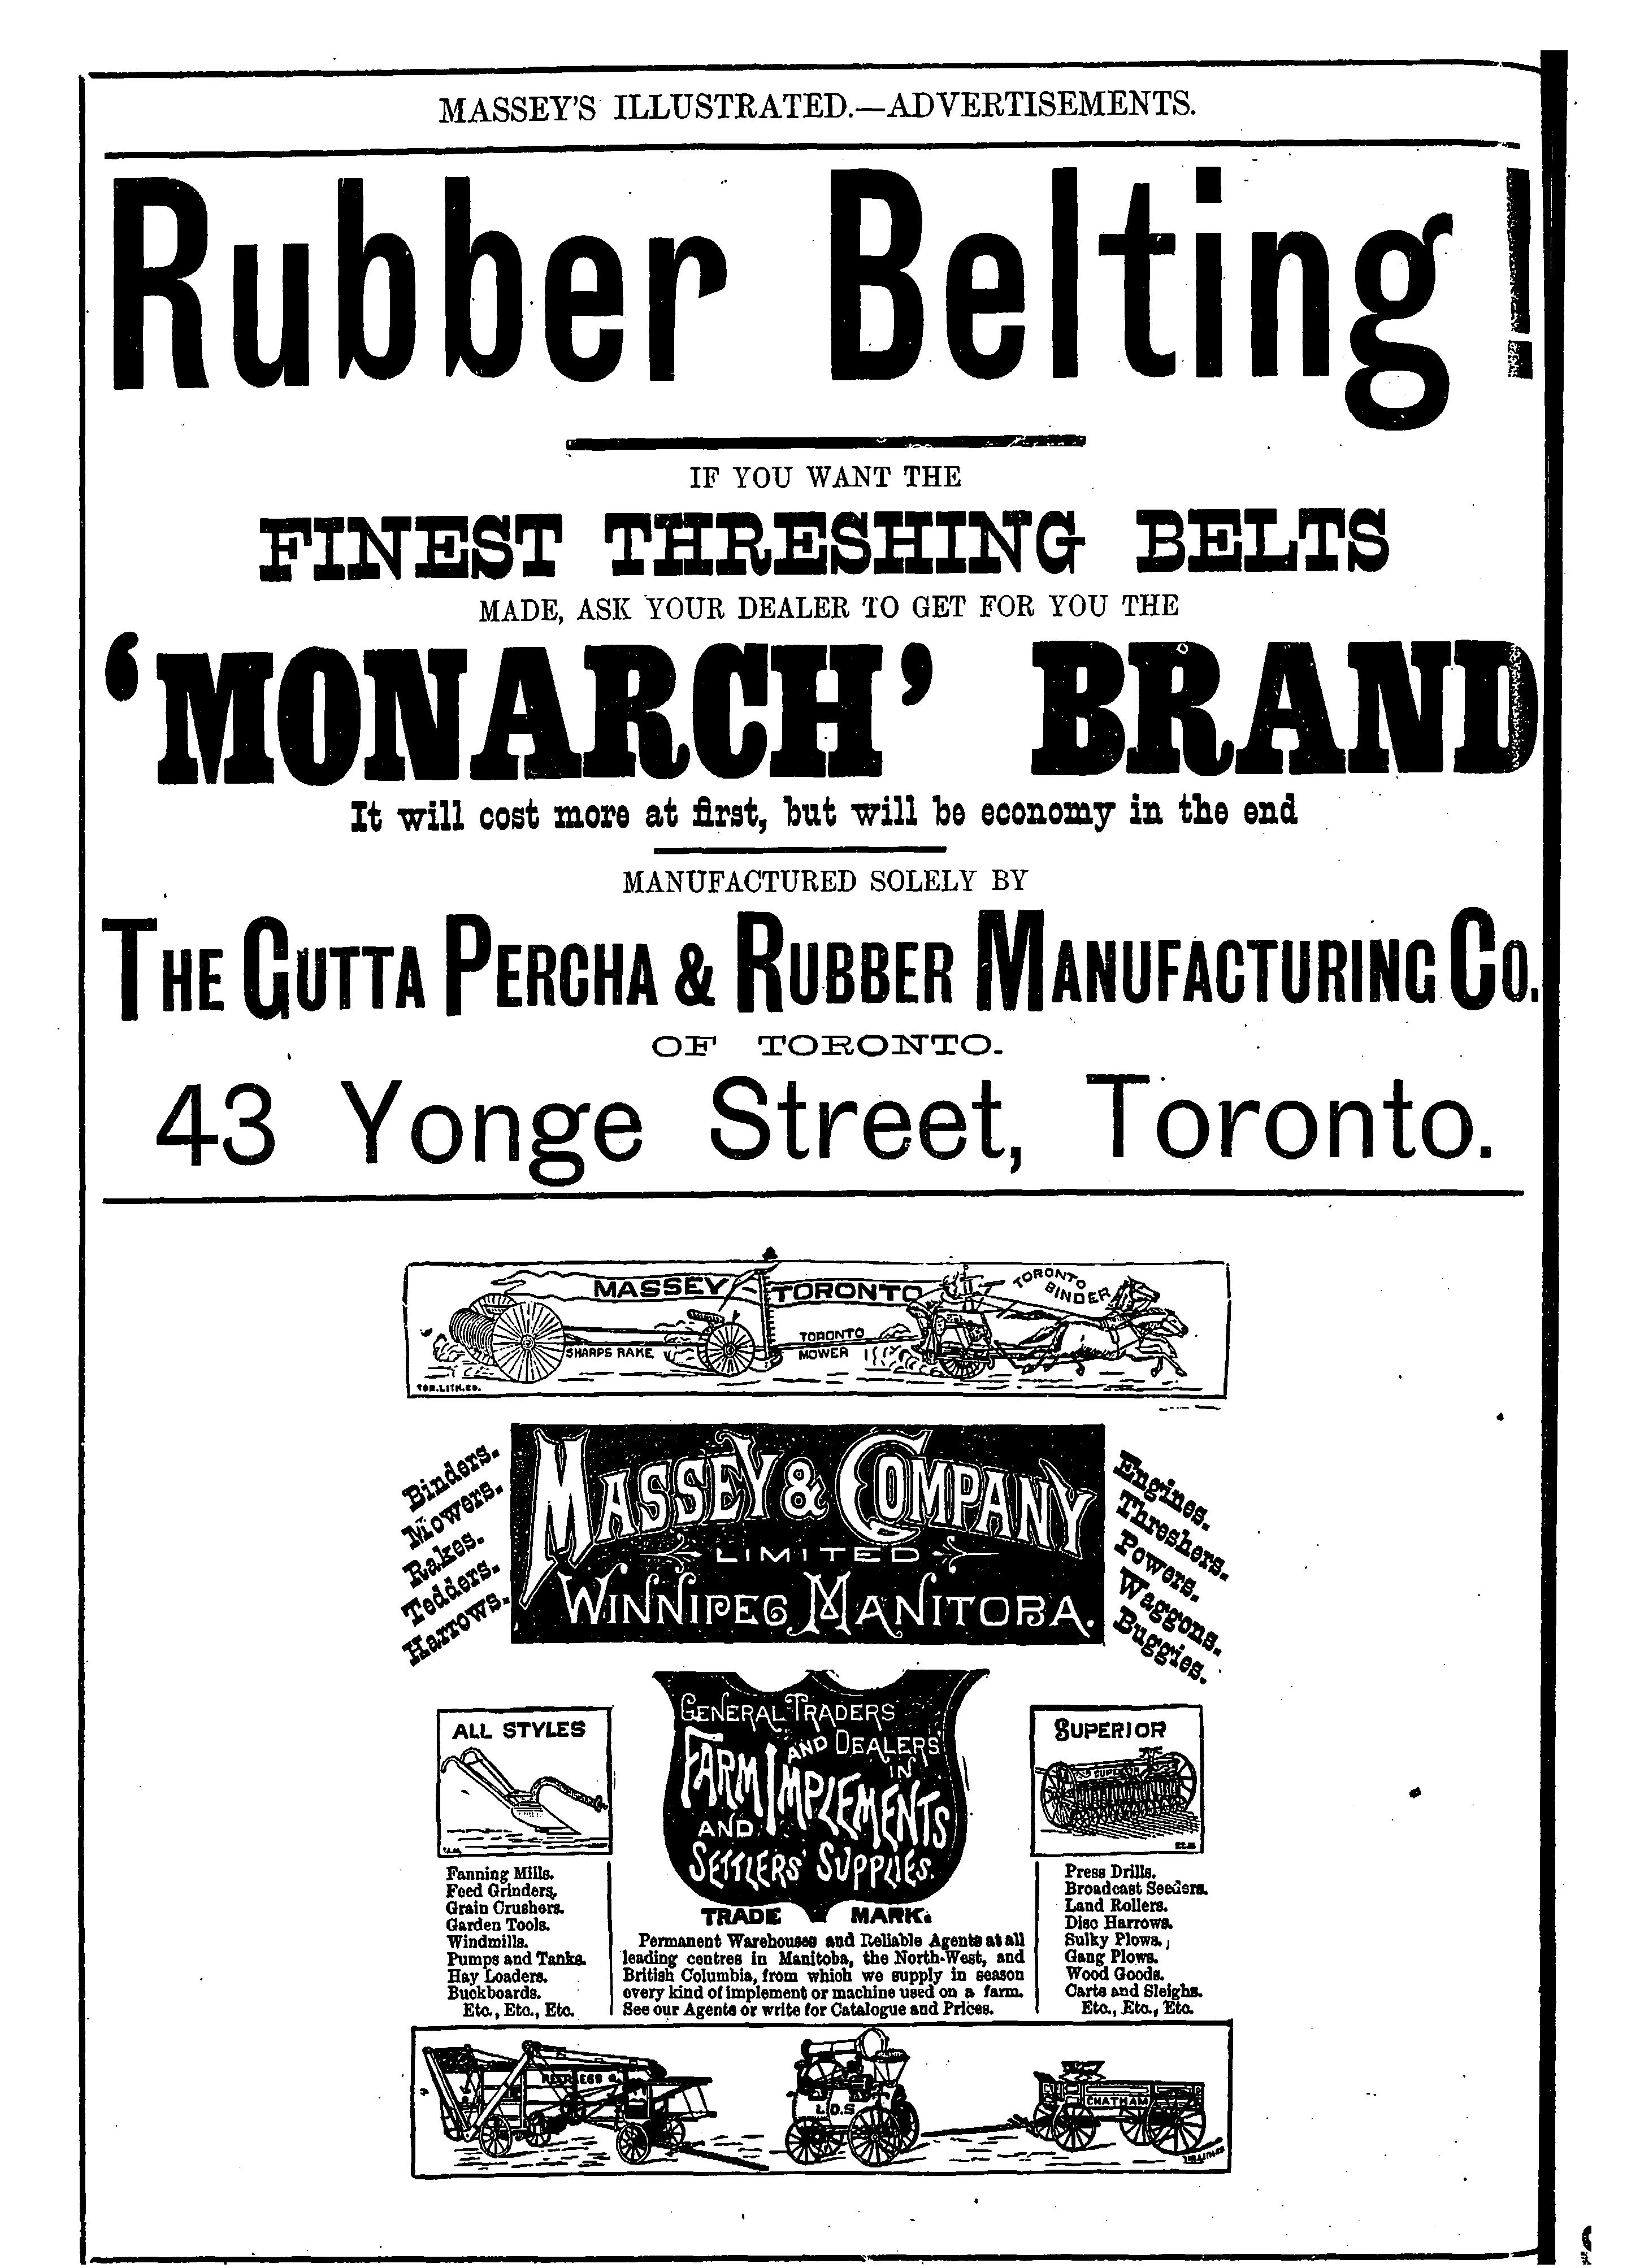 MASSEY'S ILLUSTRATED.—ADVERTISEMENTS.
Rubber Belting!
IF YOU WANT THE
FINEST THRESHING BELTS
MADE, ASK YOUR DEALER TO GET FOR YOU THE
'MONARCH' BRAND
It will cost more at first, but will be economy in the end
MANUFACTURED SOLELY BY
THE GUTTA PERCHA & RUBBER MANUFACTURING CO.
OF TORONTO.
43 Yonge Street, Toronto.
MASSEY TORONTO
TORONTO BINDER
SHARPS RAKE
TORONTO MOWER
TOR. LITH. CO.
Binders.
Mowers.
Rakes.
Tedders.
Harrows.
MASSEY & COMPANY
LIMITED
WINNIPEG, MANITOBA.
Engines.
Threshers.
Powers.
Waggons.
Buggies.
ALL STYLES
GENERAL TRADERS
AND DEALERS
IN
FARM IMPLEMENTS
AND
SETTLERS' SUPPLIES.
TRADE MARK.
SUPERIOR
Fanning Mills.
Feed Grinders.
Grain Crushers.
Garden Tools.
Windmills.
Pumps and Tanks.
Hay Loaders.
Buckboards.
Etc., Etc., Etc.
Permanent Warehouses and Reliable Agents at all
leading centres in Manitoba, the North-West, and
British Columbia, from which we supply in season
every kind of implement or machine used on a farm.
See our Agents or write for Catalogue and Prices.
Press Drills.
Broadcast Seeders.
Land Rollers.
Disc Harrows.
Sulky Plows.
Gang Plows.
Wood Goods.
Carts and Sleighs.
Etc., Etc., Etc.
PEERLESS
L.O.S
CHATHAM